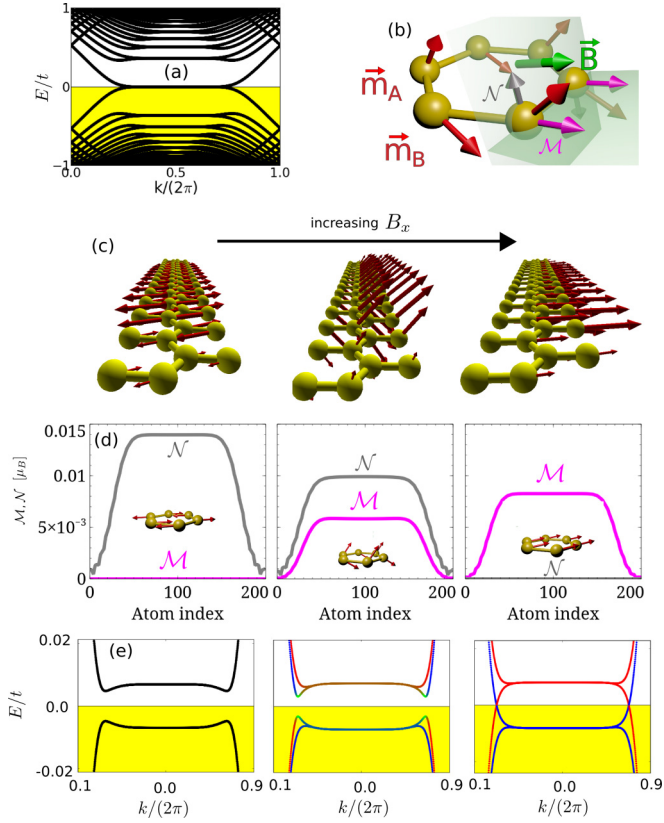 1
E/t
0
−1
(a)
0.0
0.5
1.0
k/(2π)
(b)
B⃗
m⃗_A
𝒩
m⃗_B
ℳ
increasing B_x
(c)
(d)
ℳ, 𝒩 [μ_B]
0.015
0.01
5×10⁻³
0
𝒩
ℳ
0 100 200
Atom index
𝒩
ℳ
0 100 200
Atom index
ℳ
𝒩
0 100 200
Atom index
(e)
E/t
0.02
0.0
-0.02
0.1 0.0 0.9
k/(2π)
0.1 0.0 0.9
k/(2π)
0.1 0.0 0.9
k/(2π)